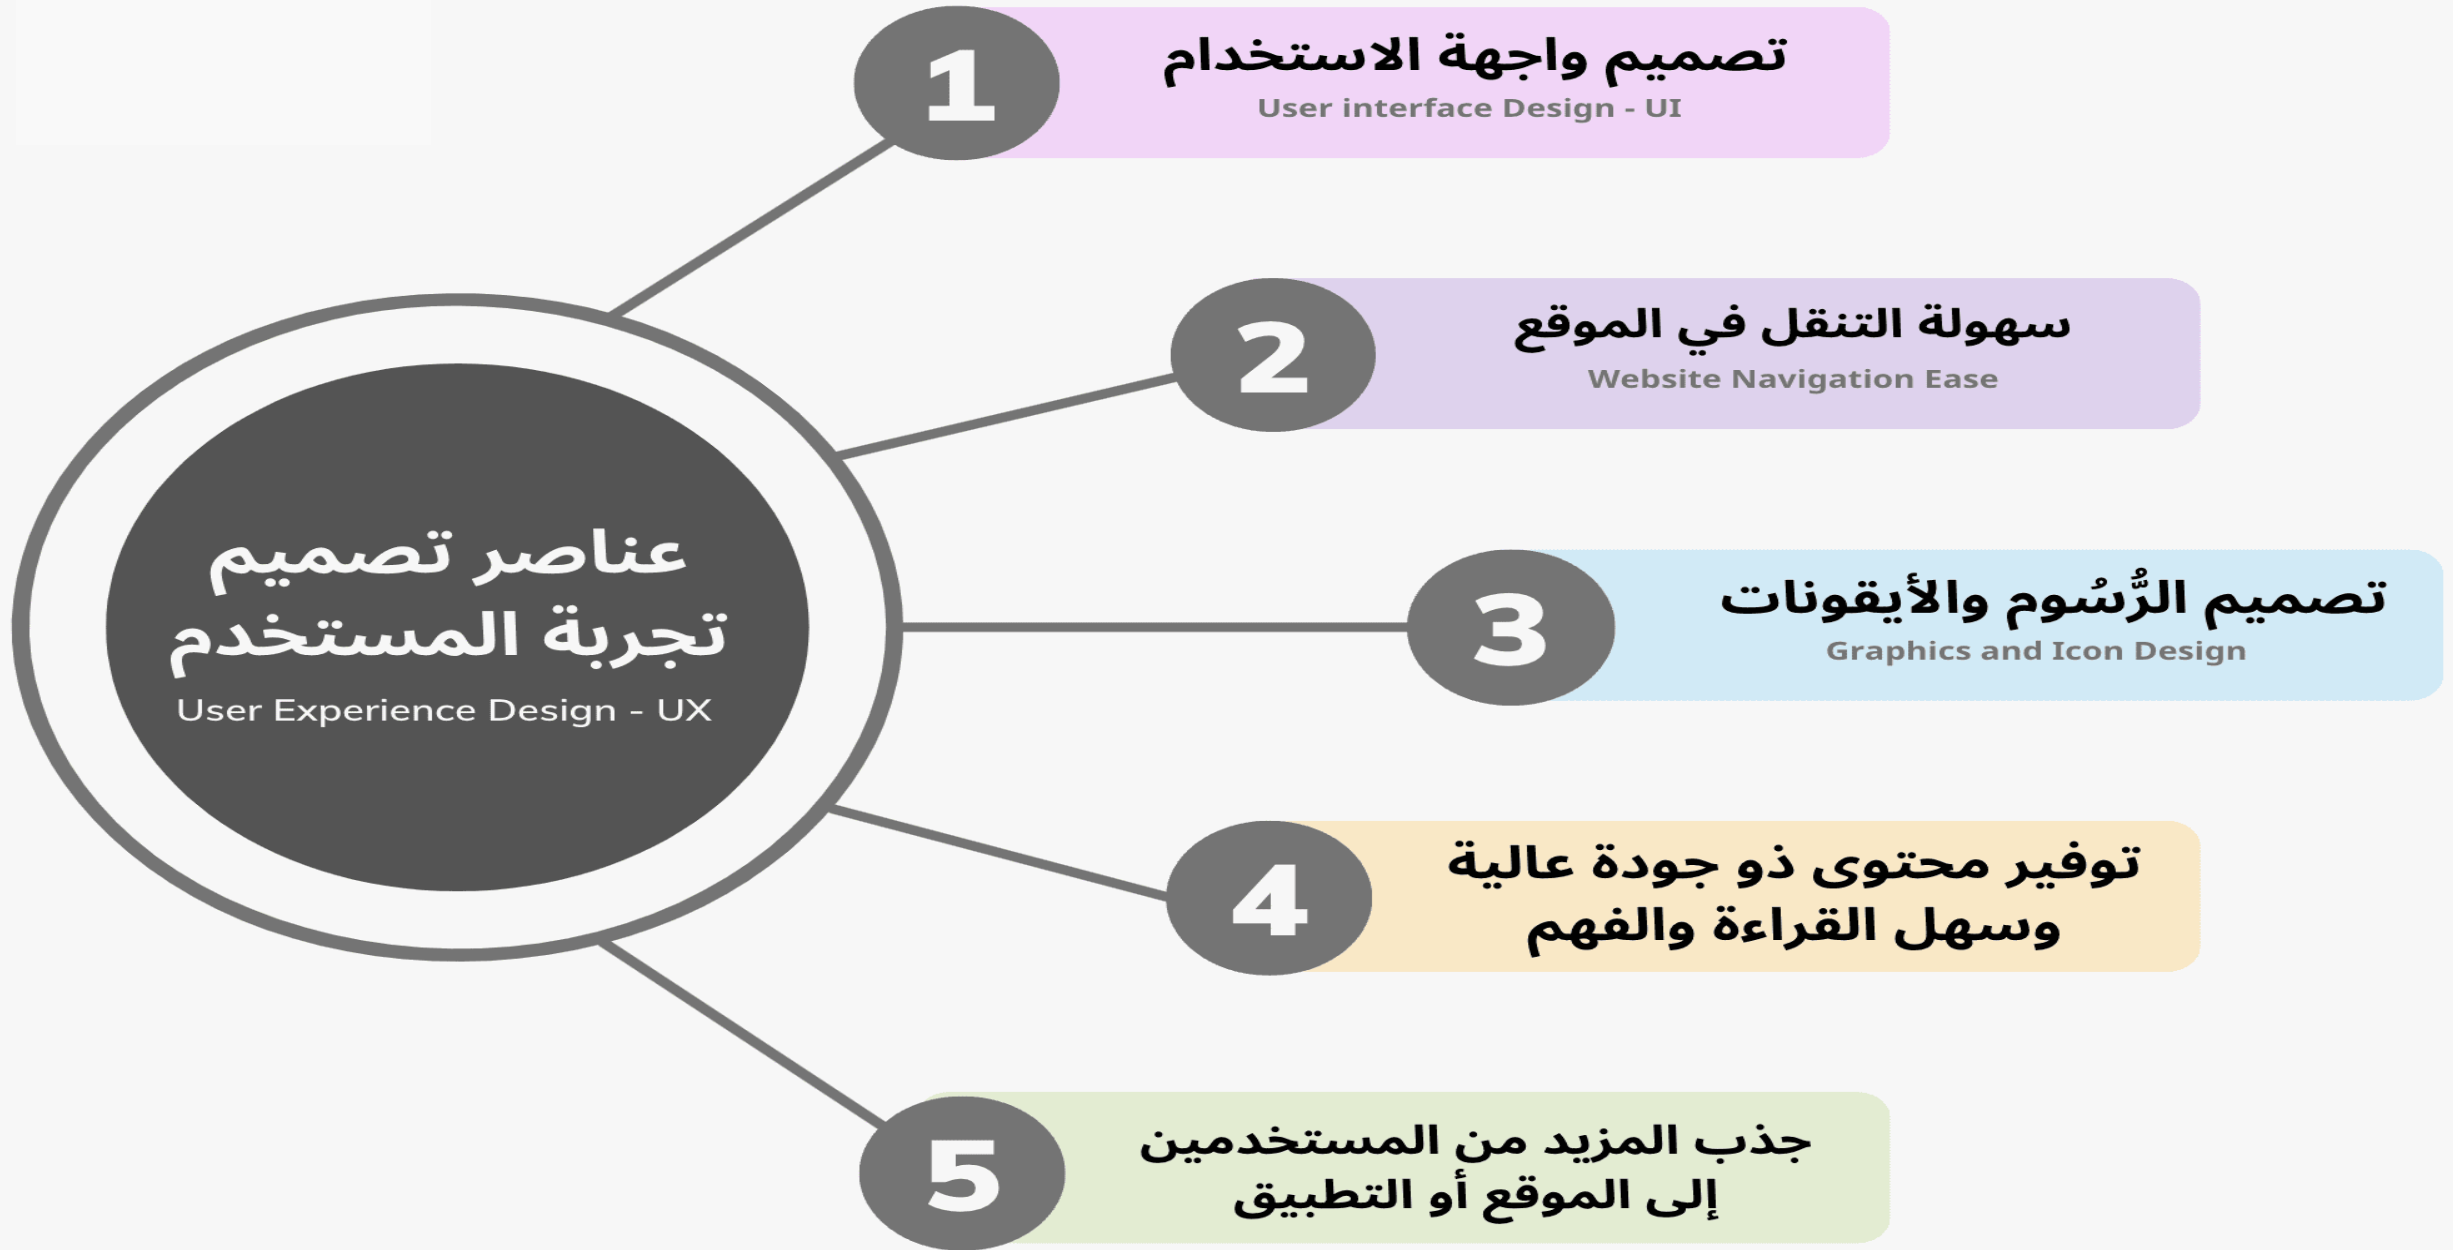 عناصر تصميم
تجربة المستخدم
User Experience Design - UX
1
تصميم واجهة الاستخدام
User interface Design - UI
2
سهولة التنقل في الموقع
Website Navigation Ease
3
تصميم الرُّسُوم والأيقونات
Graphics and Icon Design
4
توفير محتوى ذو جودة عالية
وسهل القراءة والفهم
5
جذب المزيد من المستخدمين
إلى الموقع أو التطبيق